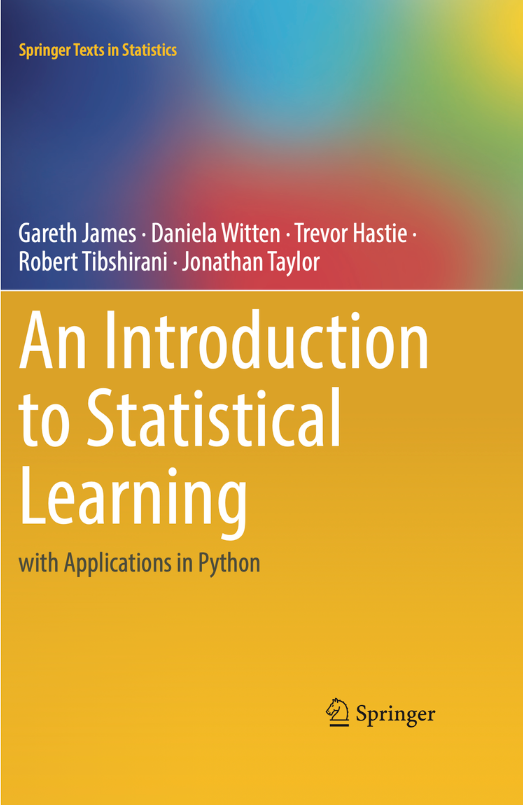 Springer Texts in Statistics
Gareth James · Daniela Witten · Trevor Hastie ·
Robert Tibshirani · Jonathan Taylor
An Introduction
to Statistical
Learning
with Applications in Python
Springer